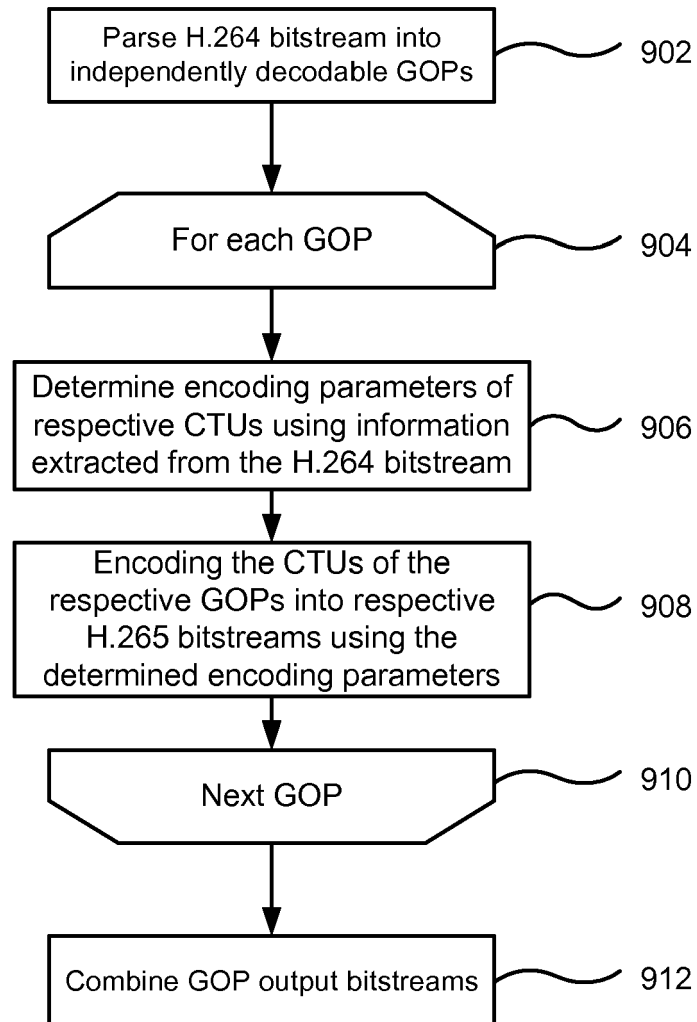 Parse H.264 bitstream into
independently decodable GOPs
902
For each GOP
904
Determine encoding parameters of
respective CTUs using information
extracted from the H.264 bitstream
906
Encoding the CTUs of the
respective GOPs into respective
H.265 bitstreams using the
determined encoding parameters
908
Next GOP
910
Combine GOP output bitstreams
912